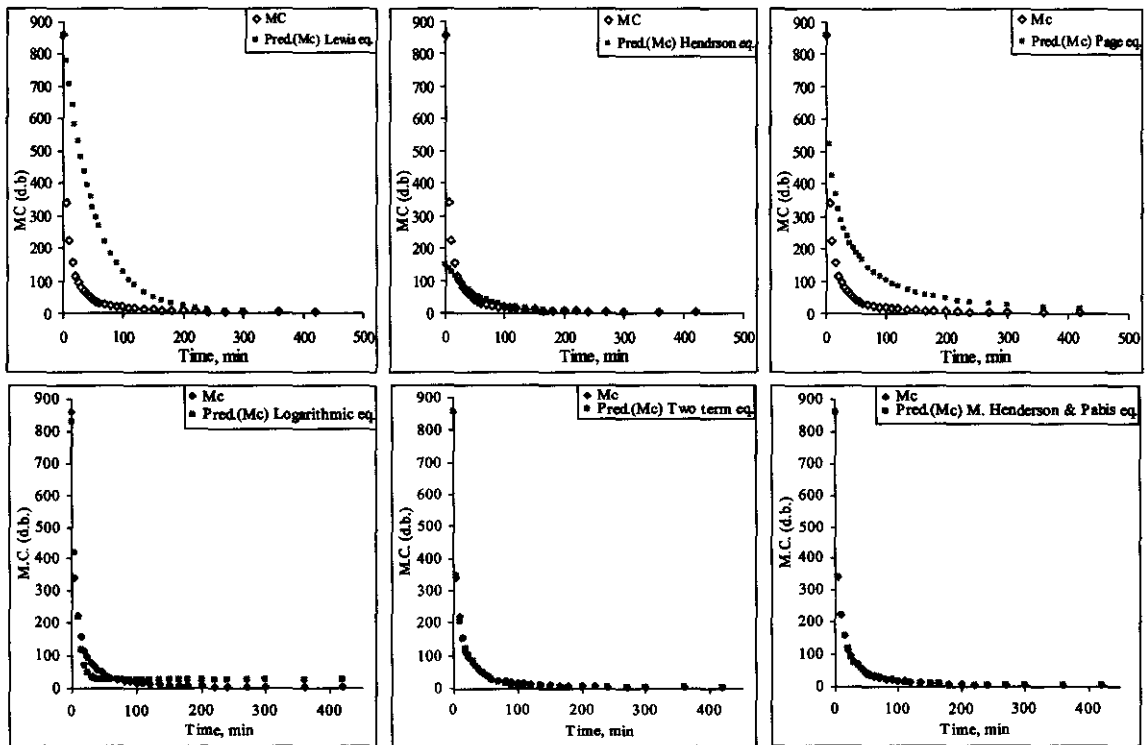 MC
Pred.(Mc) Lewis eq.
900
800
700
600
500
400
300
200
100
0
MC (d.b)
0 100 200 300 400 500
Time, min
MC
Pred.(Mc) Hendrson eq.
900
800
700
600
500
400
300
200
100
0
MC (d.b)
0 100 200 300 400 500
Time, min
Mc
Pred.(Mc) Page eq.
900
800
700
600
500
400
300
200
100
0
MC (d.b)
0 100 200 300 400 500
Time, min
Mc
Pred.(Mc) Logarithmic eq.
900
800
700
600
500
400
300
200
100
0
M.C. (d.b.)
0 100 200 300 400
Time, min
Mc
Pred.(Mc) Two term eq.
900
800
700
600
500
400
300
200
100
0
M.C. (d.b.)
0 100 200 300 400
Time, min
Mc
Pred.(Mc) M. Henderson & Pabis eq.
900
800
700
600
500
400
300
200
100
0
M.C. (d.b.)
0 100 200 300 400
Time, min